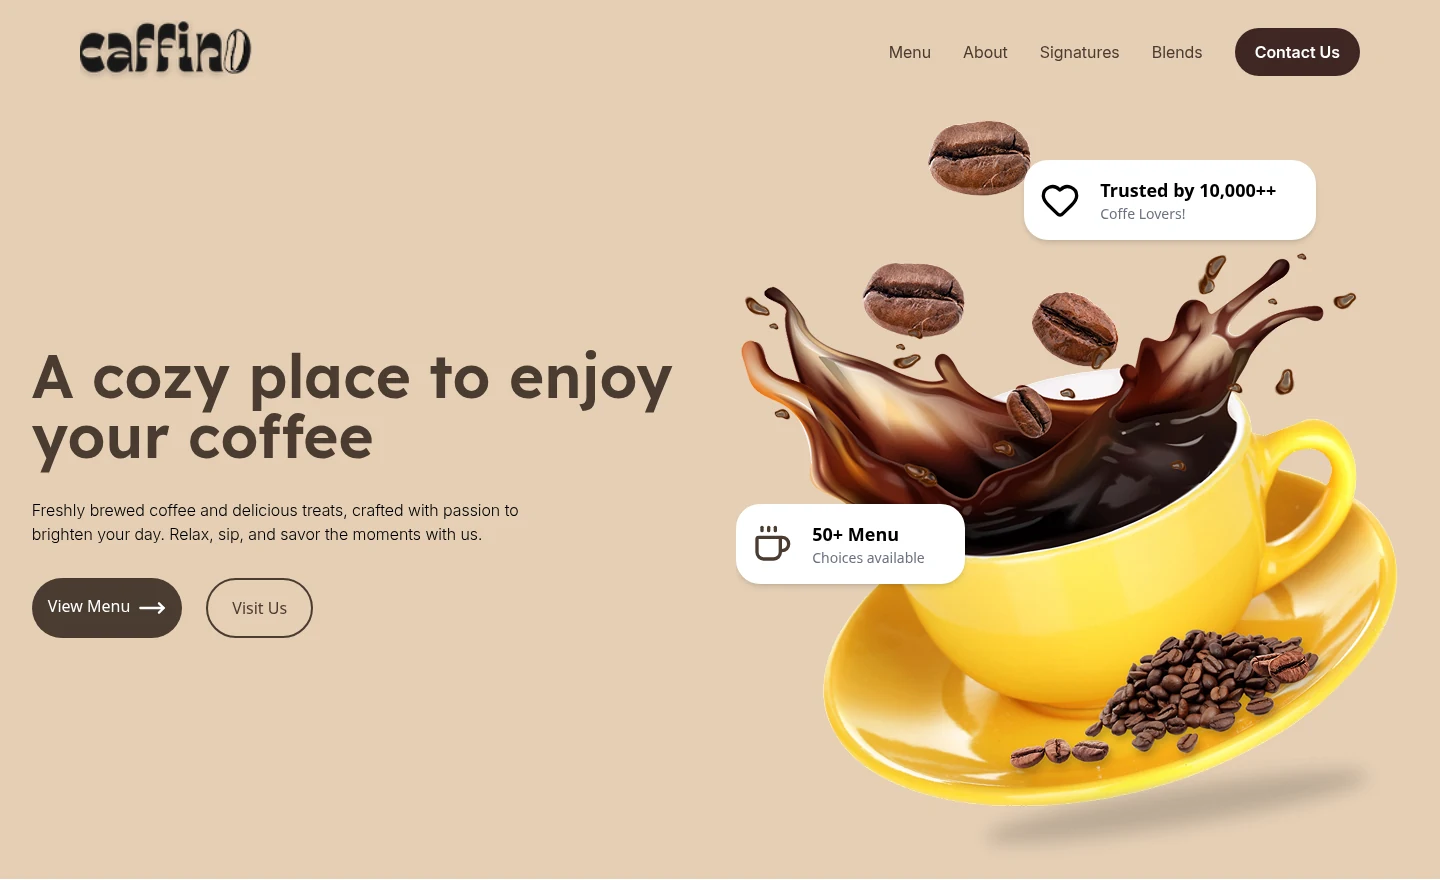 caffino
Menu
About
Signatures
Blends
Contact Us
Trusted by 10,000++
Coffe Lovers!
A cozy place to enjoy
your coffee
Freshly brewed coffee and delicious treats, crafted with passion to
brighten your day. Relax, sip, and savor the moments with us.
50+ Menu
Choices available
View Menu
Visit Us